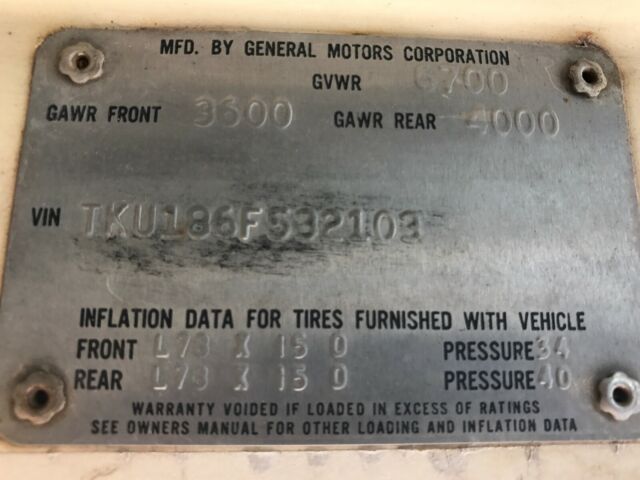 MFD. BY GENERAL MOTORS CORPORATION
GVWR 6700
GAWR FRONT 3600 GAWR REAR 4000
VIN TKU186F532103
INFLATION DATA FOR TIRES FURNISHED WITH VEHICLE
FRONT L78 X 15 D PRESSURE 34
REAR L78 X 15 D PRESSURE 40
WARRANTY VOIDED IF LOADED IN EXCESS OF RATINGS
SEE OWNERS MANUAL FOR OTHER LOADING AND INFLATION DATA